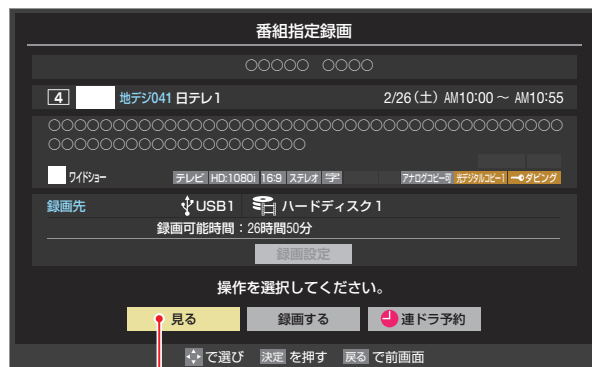 番組指定録画
○○○○○ ○○○○
4 地デジ041 日テレ1 2/26(土) AM10:00～ AM10:55
○○○○○○○○○○○○○○○○○○○○○○○○○○○○○○○○○○○○○○○○
○○○○○○○○○○○○○○○○○○○○
ワイドショー テレビ HD:1080i 16:9 ステレオ 字 アナログコピー可 光デジタルコピー1 ダビング
録画先 USB1 ハードディスク1
録画可能時間：26時間50分
録画設定
操作を選択してください。
見る 録画する 連ドラ予約
で選び 決定 を押す 戻る で前画面